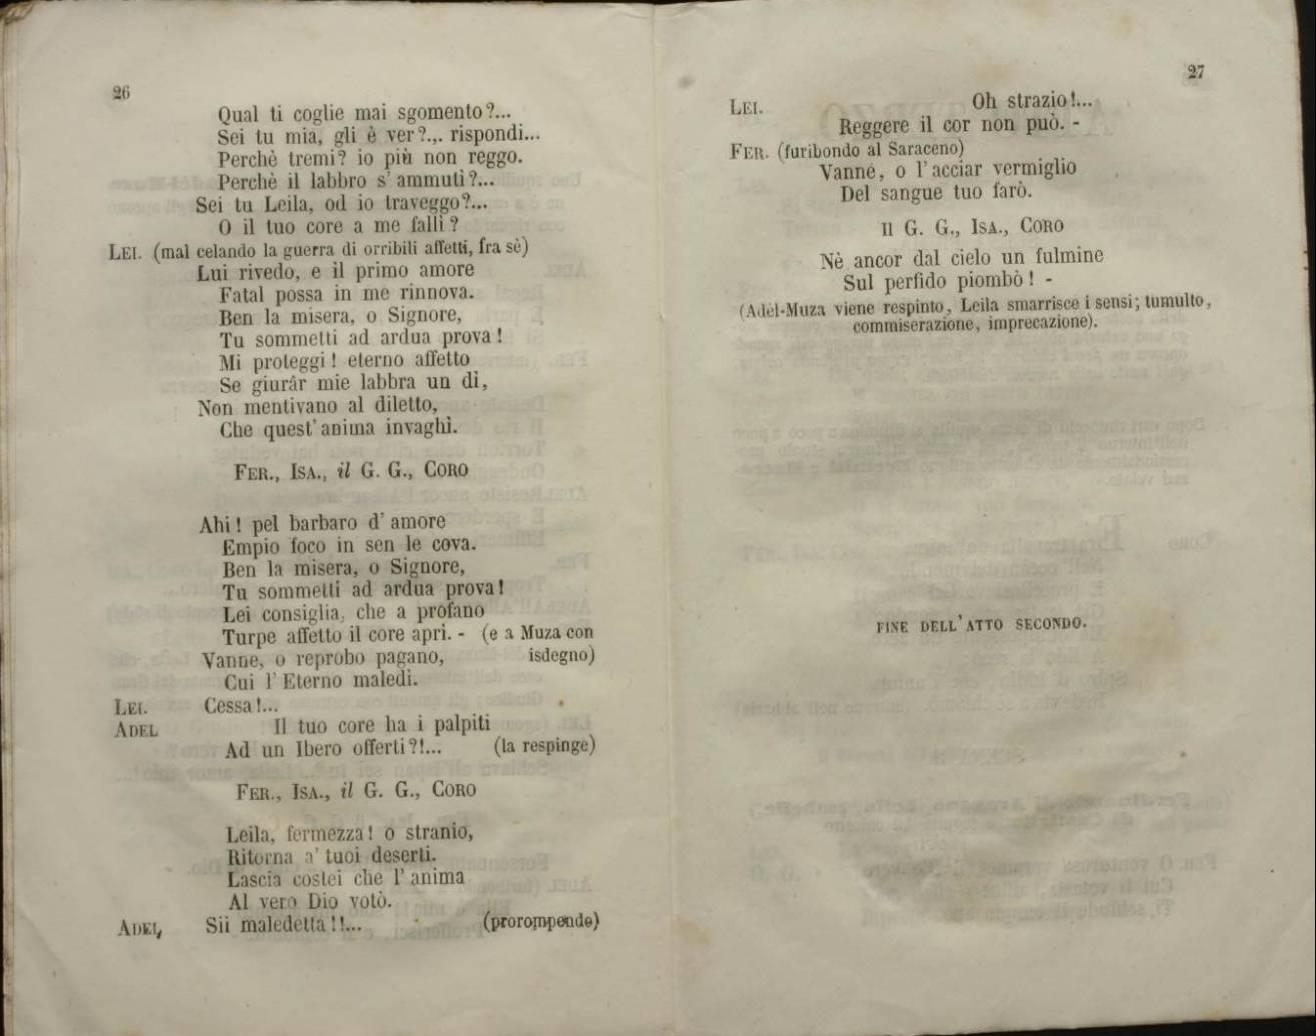 26
Qual ti coglie mai sgomento?...
Sei tu mia, gli è ver?... rispondi...
Perchè tremi? io più non reggo.
Perchè il labbro s' ammuti?...
Sei tu Leila, od io traveggo?...
O il tuo core a me falli?
LEI. (mal celando la guerra di orribili affetti, fra sè)
Lui rivedo, e il primo amore
Fatal possa in me rinnova.
Ben la misera, o Signore,
Tu sommetti ad ardua prova!
Mi proteggi! eterno affetto
Se giurâr mie labbra un dì,
Non mentivano al diletto,
Che quest' anima invaghì.
FER., ISA., il G. G., CORO
Ahi! pel barbaro d' amore
Empio foco in sen le cova.
Ben la misera, o Signore,
Tu sommetti ad ardua prova!
Lei consiglia, che a profano
Turpe affetto il core aprì. - (e a Muza con
Vanne, o reprobo pagano, isdegno)
Cui l' Eterno maledì.
LEI. Cessa!...
ADEL Il tuo core ha i palpiti
Ad un Ibero offerti?!... (la respinge)
FER., ISA., il G. G., CORO
Leila, fermezza! o stranio,
Ritorna a' tuoi deserti.
Lascia costei che l' anima
Al vero Dio votò.
ADEL, Sii maledetta!!... (prorompende)
27
LEI. Oh strazio!...
Reggere il cor non può. -
FER. (furibondo al Saraceno)
Vanne, o l' acciar vermiglio
Del sangue tuo farò.
Il G. G., ISA., CORO
Nè ancor dal cielo un fulmine
Sul perfido piombò! -
(Adèl-Muza viene respinto, Leila smarrisce i sensi; tumulto,
commiserazione, imprecazione).
FINE DELL' ATTO SECONDO.